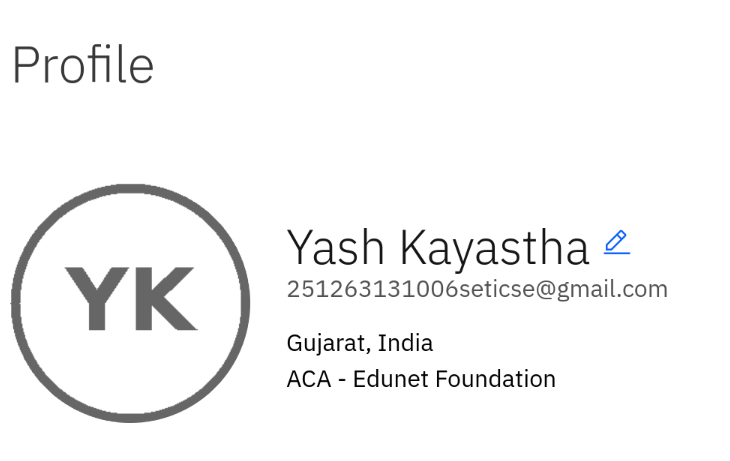 Profile
YK
Yash Kayastha
251263131006seticse@gmail.com
Gujarat, India
ACA - Edunet Foundation